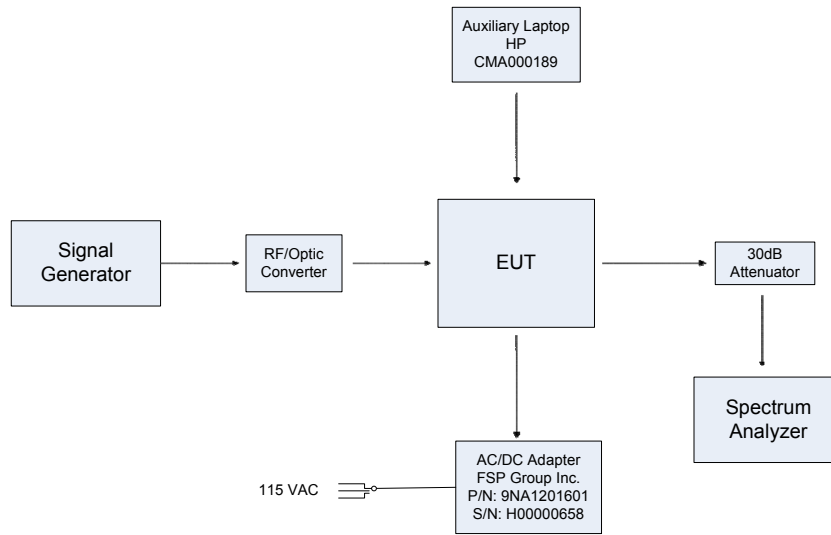 Auxiliary Laptop
HP
CMA000189
Signal
Generator
RF/Optic
Converter
EUT
30dB
Attenuator
Spectrum
Analyzer
115 VAC
AC/DC Adapter
FSP Group Inc.
P/N: 9NA1201601
S/N: H00000658